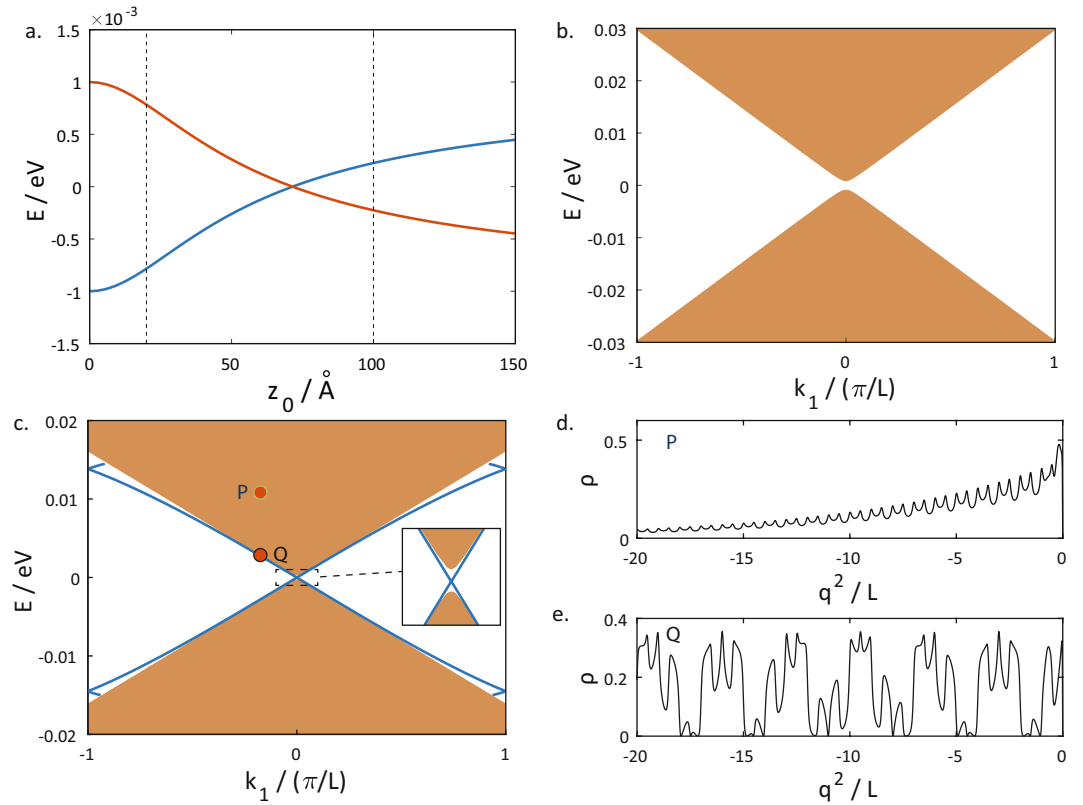 a.
×10⁻³
1.5
1
0.5
0
-0.5
-1
-1.5
E / eV
0
50
100
150
z₀ / Å
b.
0.03
0.02
0.01
0
-0.01
-0.02
-0.03
E / eV
-1
0
1
k₁ / (π/L)
c.
0.02
0.01
0
-0.01
-0.02
E / eV
P
Q
-1
0
1
k₁ / (π/L)
d.
0.5
0
ρ
P
-20
-15
-10
-5
0
q² / L
e.
0.4
0.2
0
ρ
Q
-20
-15
-10
-5
0
q² / L